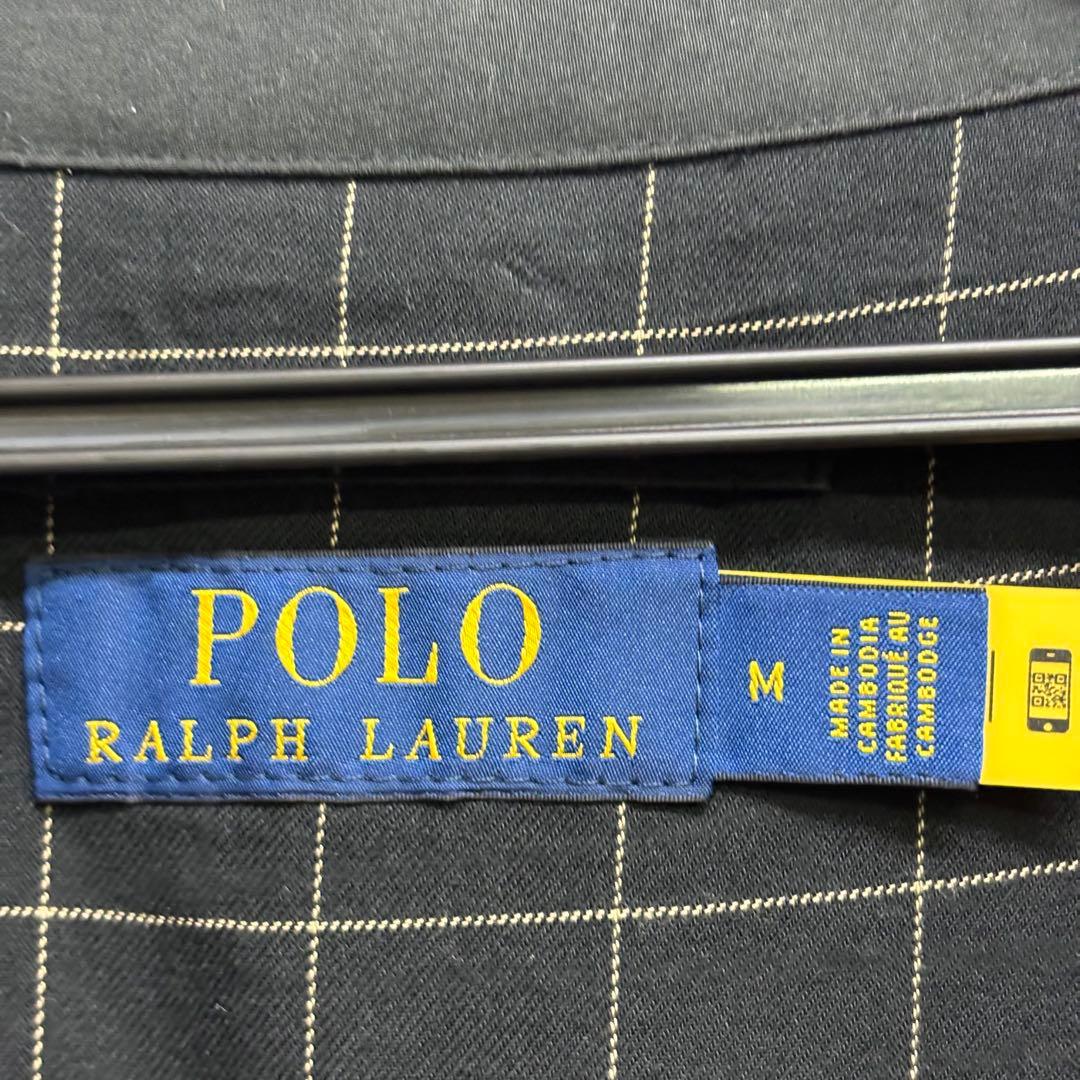 POLO
RALPH LAUREN
M
MADE IN
CAMBODIA
FABRIQUÉ AU
CAMBODGE